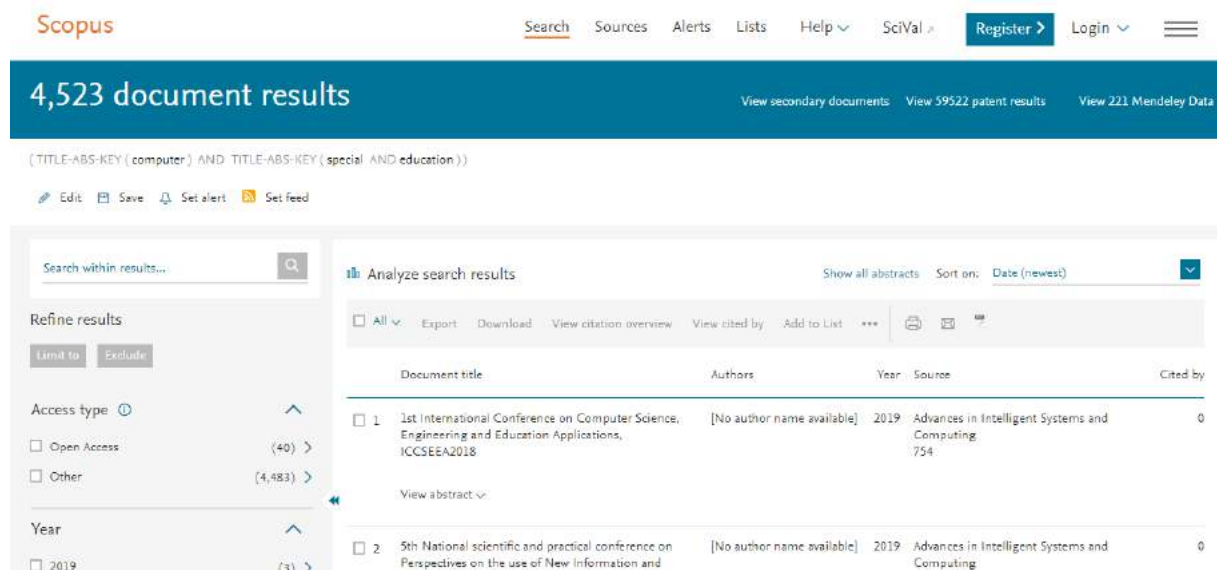 Scopus
Search Sources Alerts Lists Help SciVal Register Login
4,523 document results
View secondary documents View 59522 patent results View 221 Mendeley Data
( TITLE-ABS-KEY ( computer ) AND TITLE-ABS-KEY ( special AND education ) )
Edit Save Set alert Set feed
Search within results...
Analyze search results
Show all abstracts Sort on: Date (newest)
Refine results
All Export Download View citation overview View cited by Add to List •••
Limit to Exclude
Document title Authors Year Source Cited by
Access type
1 1st International Conference on Computer Science, [No author name available] 2019 Advances in Intelligent Systems and 0
Engineering and Education Applications, Computing
ICCSEEA2018 754
Open Access (40)
Other (4,483)
View abstract
Year
2 5th National scientific and practical conference on [No author name available] 2019 Advances in Intelligent Systems and 0
Perspectives on the use of New Information and Computing
2019 (3)